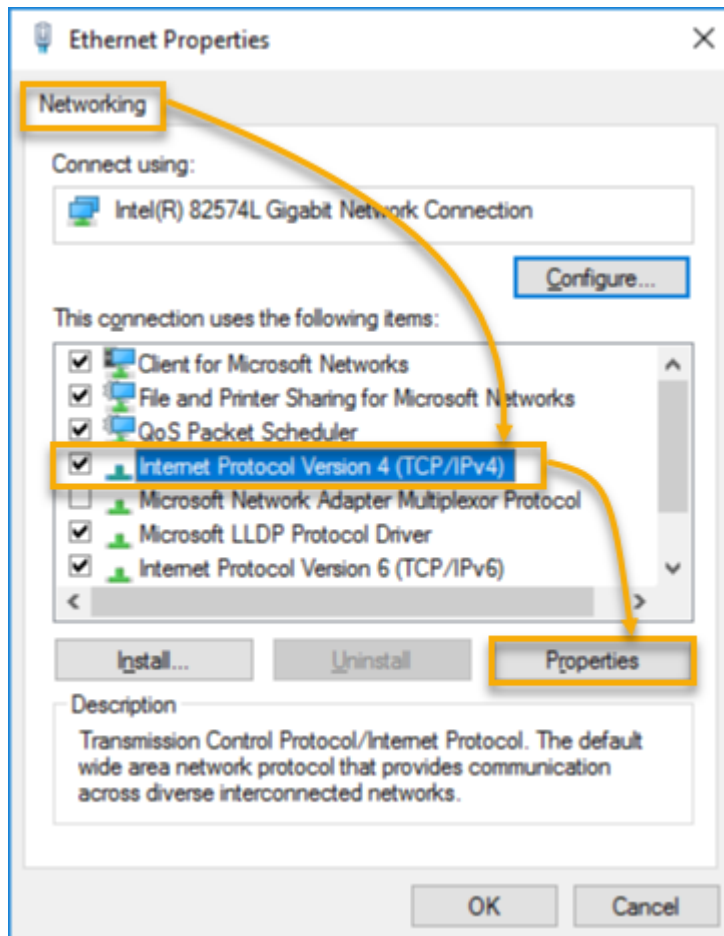 Ethernet Properties
Networking
Connect using:
Intel(R) 82574L Gigabit Network Connection
Configure...
This connection uses the following items:
Client for Microsoft Networks
File and Printer Sharing for Microsoft Networks
QoS Packet Scheduler
Internet Protocol Version 4 (TCP/IPv4)
Microsoft Network Adapter Multiplexor Protocol
Microsoft LLDP Protocol Driver
Internet Protocol Version 6 (TCP/IPv6)
Install... Uninstall Properties
Description
Transmission Control Protocol/Internet Protocol. The default
wide area network protocol that provides communication
across diverse interconnected networks.
OK Cancel